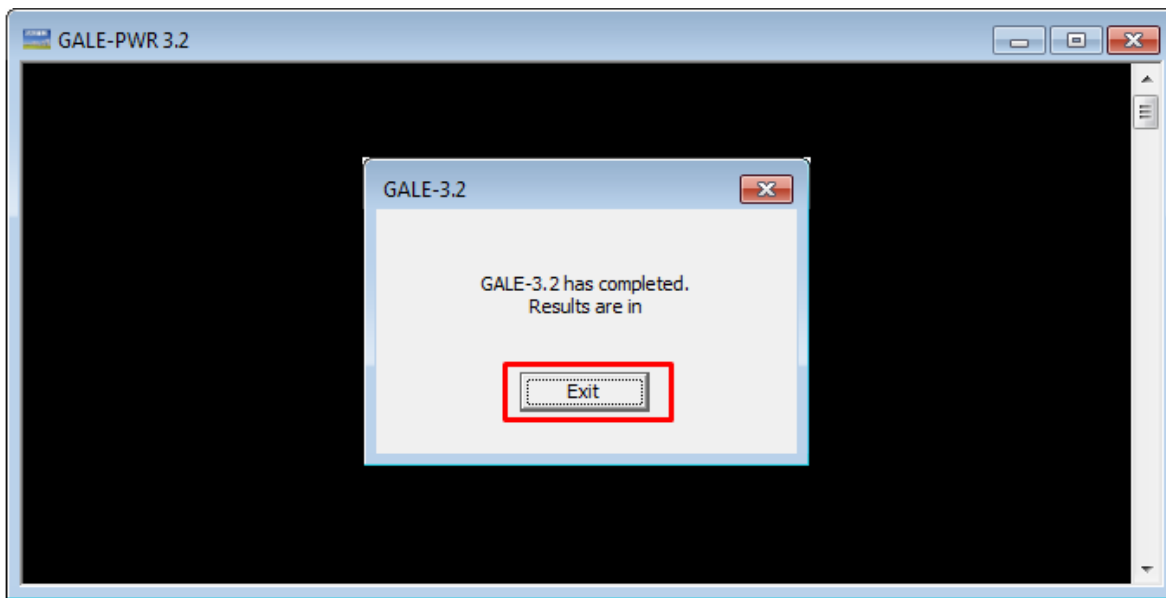 GALE-PWR 3.2
GALE-3.2
GALE-3.2 has completed.
Results are in
Exit